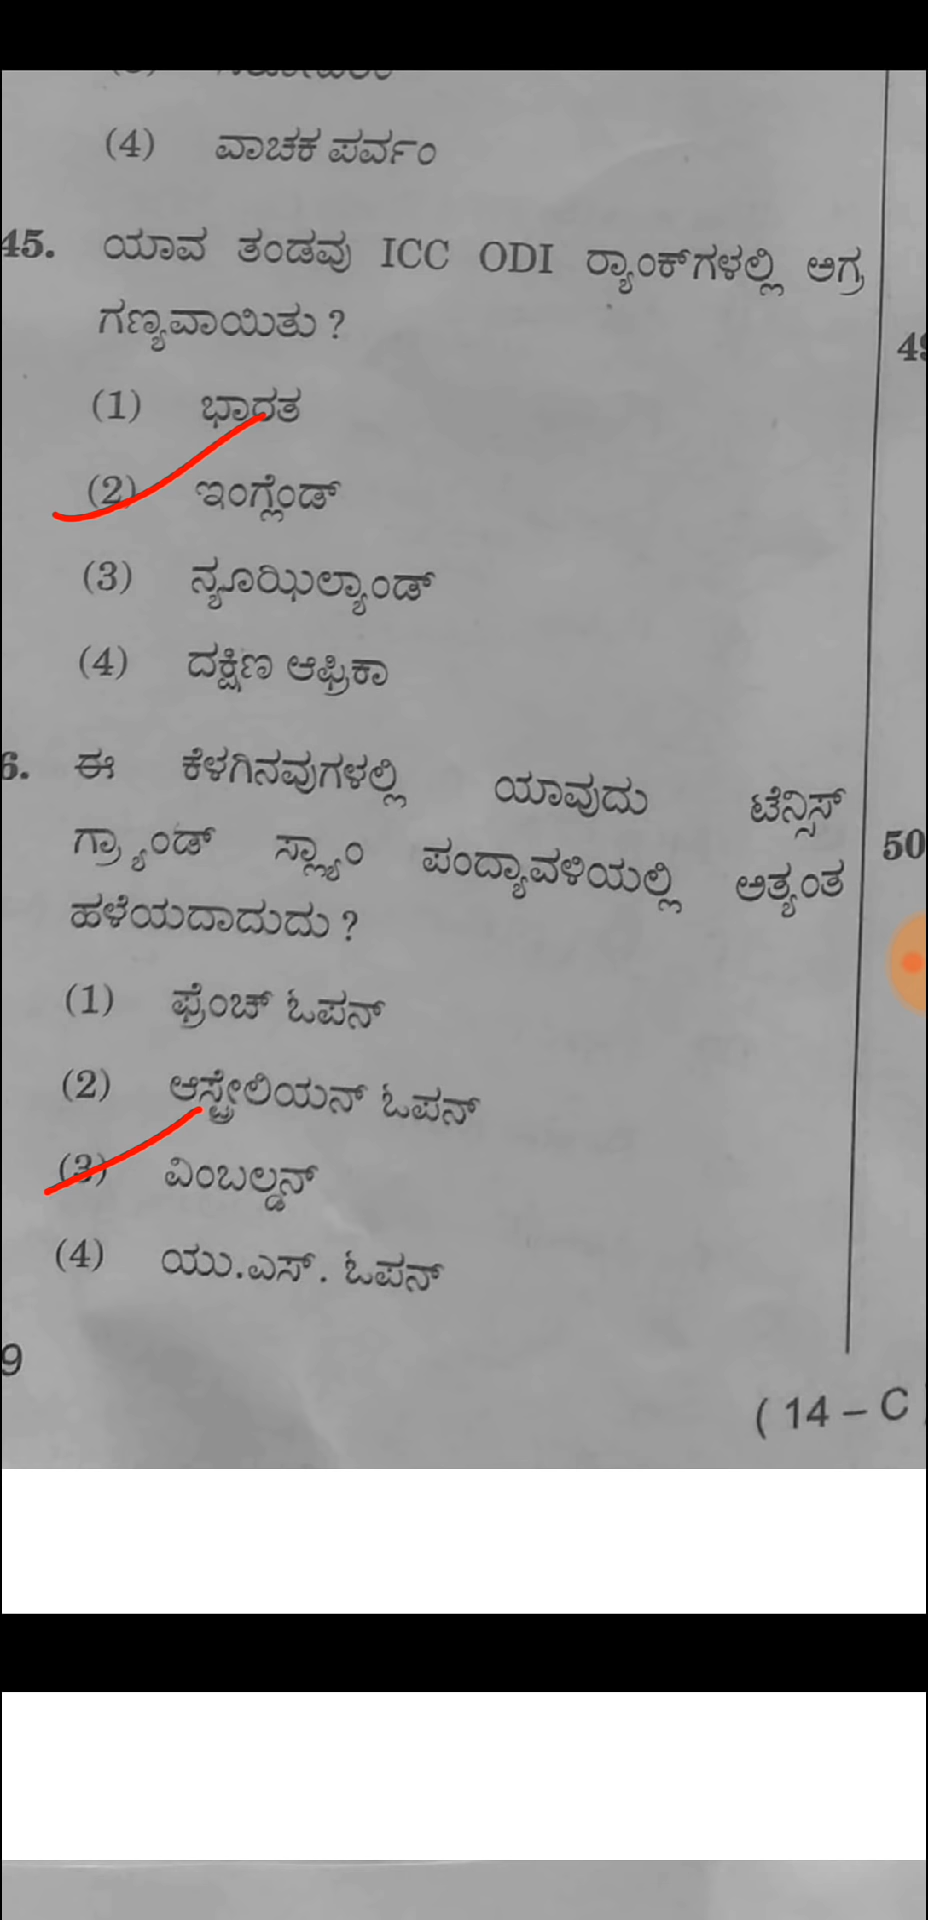 (4) ವಾಚಕ ಪರ್ವಂ
45. ಯಾವ ತಂಡವು ICC ODI ರ‍್ಯಾಂಕ್‌ಗಳಲ್ಲಿ ಅಗ್ರ
ಗಣ್ಯವಾಯಿತು ?
(1) ಭಾರತ
(2) ಇಂಗ್ಲೆಂಡ್
(3) ನ್ಯೂಝಿಲ್ಯಾಂಡ್
(4) ದಕ್ಷಿಣ ಆಫ್ರಿಕಾ
6. ಈ ಕೆಳಗಿನವುಗಳಲ್ಲಿ ಯಾವುದು ಟೆನ್ನಿಸ್
ಗ್ರ್ಯಾಂಡ್ ಸ್ಲ್ಯಾಂ ಪಂದ್ಯಾವಳಿಯಲ್ಲಿ ಅತ್ಯಂತ
ಹಳೆಯದಾದುದು ?
(1) ಫ್ರೆಂಚ್ ಓಪನ್
(2) ಆಸ್ಟ್ರೇಲಿಯನ್ ಓಪನ್
(3) ವಿಂಬಲ್ಡನ್
(4) ಯು.ಎಸ್. ಓಪನ್
9
( 14 – C
50